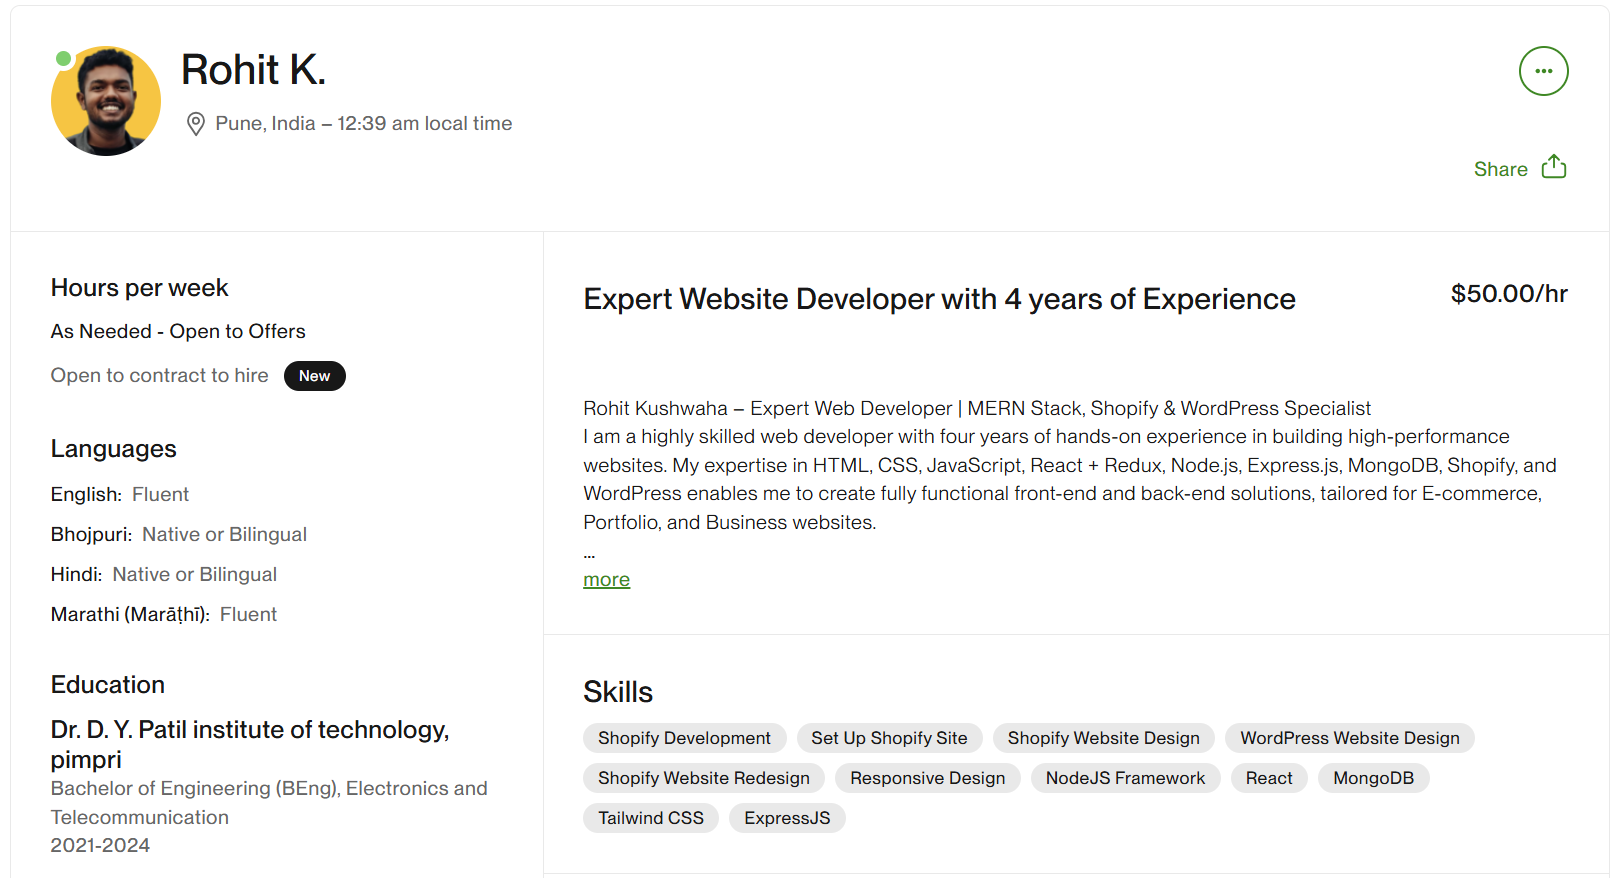 Rohit K.
Pune, India – 12:39 am local time
Share
Hours per week
As Needed - Open to Offers
Open to contract to hire New
Languages
English: Fluent
Bhojpuri: Native or Bilingual
Hindi: Native or Bilingual
Marathi (Marāṭhī): Fluent
Education
Dr. D. Y. Patil institute of technology,
pimpri
Bachelor of Engineering (BEng), Electronics and
Telecommunication
2021-2024
Expert Website Developer with 4 years of Experience
$50.00/hr
Rohit Kushwaha – Expert Web Developer | MERN Stack, Shopify & WordPress Specialist
I am a highly skilled web developer with four years of hands-on experience in building high-performance
websites. My expertise in HTML, CSS, JavaScript, React + Redux, Node.js, Express.js, MongoDB, Shopify, and
WordPress enables me to create fully functional front-end and back-end solutions, tailored for E-commerce,
Portfolio, and Business websites.
...
more
Skills
Shopify Development Set Up Shopify Site Shopify Website Design WordPress Website Design
Shopify Website Redesign Responsive Design NodeJS Framework React MongoDB
Tailwind CSS ExpressJS